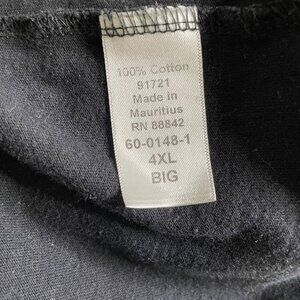 100% Cotton
91721
Made in
Mauritius
RN 88842
60-0148-1
4XL
BIG